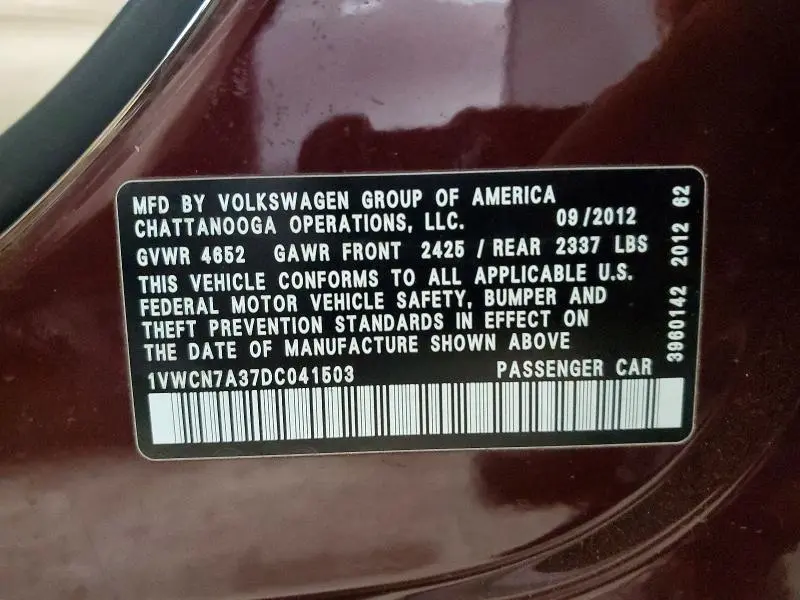 MFD BY VOLKSWAGEN GROUP OF AMERICA
CHATTANOOGA OPERATIONS, LLC. 09/2012
GVWR 4652 GAWR FRONT 2425 / REAR 2337 LBS
THIS VEHICLE CONFORMS TO ALL APPLICABLE U.S.
FEDERAL MOTOR VEHICLE SAFETY, BUMPER AND
THEFT PREVENTION STANDARDS IN EFFECT ON
THE DATE OF MANUFACTURE SHOWN ABOVE
1VWCN7A37DC041503 PASSENGER CAR
3960142 2012 62